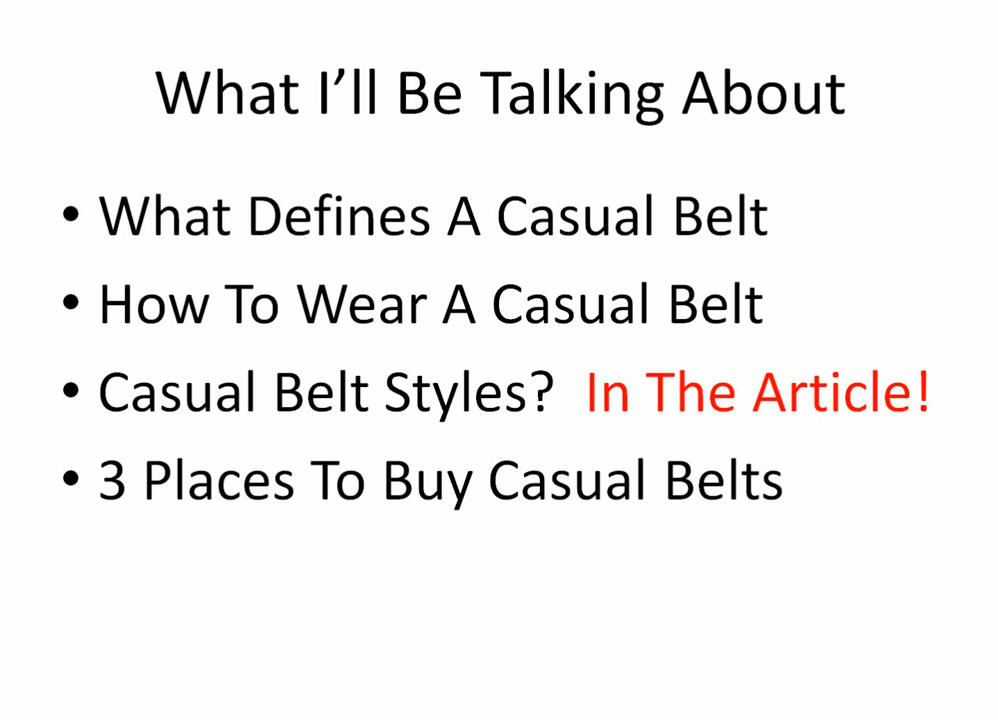 What I’ll Be Talking About
• What Defines A Casual Belt
• How To Wear A Casual Belt
• Casual Belt Styles? In The Article!
• 3 Places To Buy Casual Belts